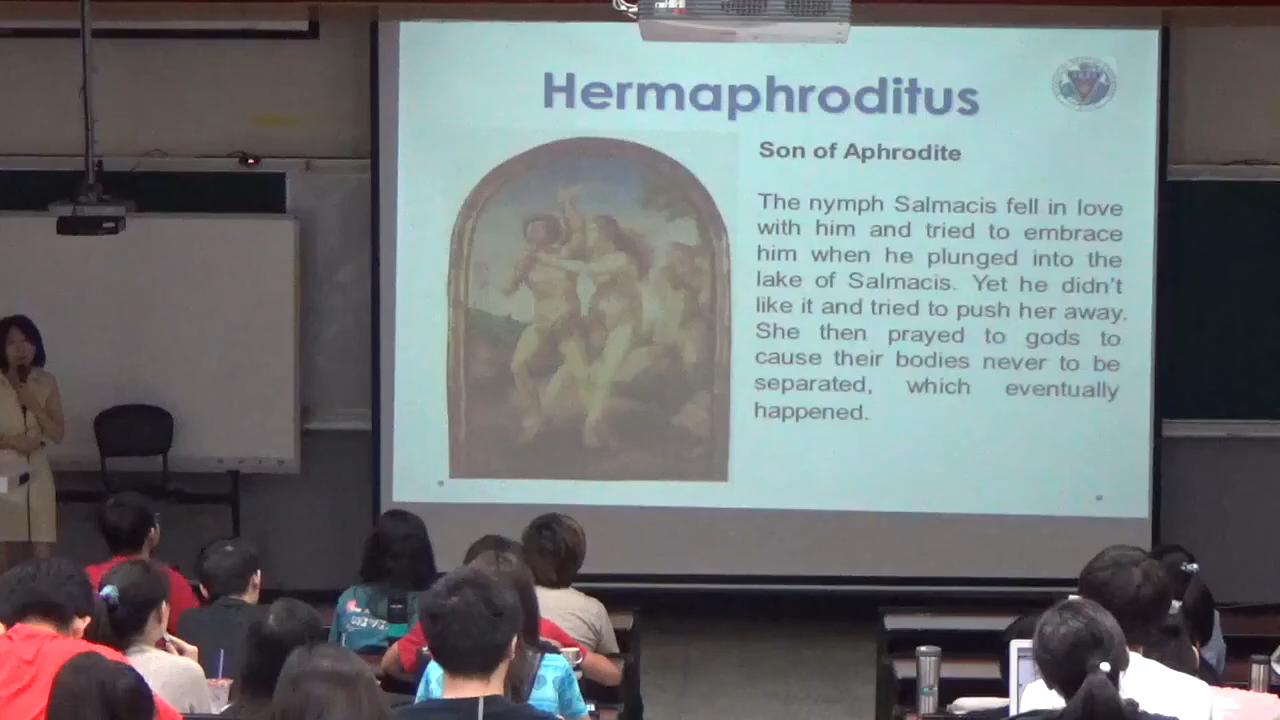 Hermaphroditus
Son of Aphrodite
The nymph Salmacis fell in love
with him and tried to embrace
him when he plunged into the
lake of Salmacis. Yet he didn't
like it and tried to push her away.
She then prayed to gods to
cause their bodies never to be
separated, which eventually
happened.